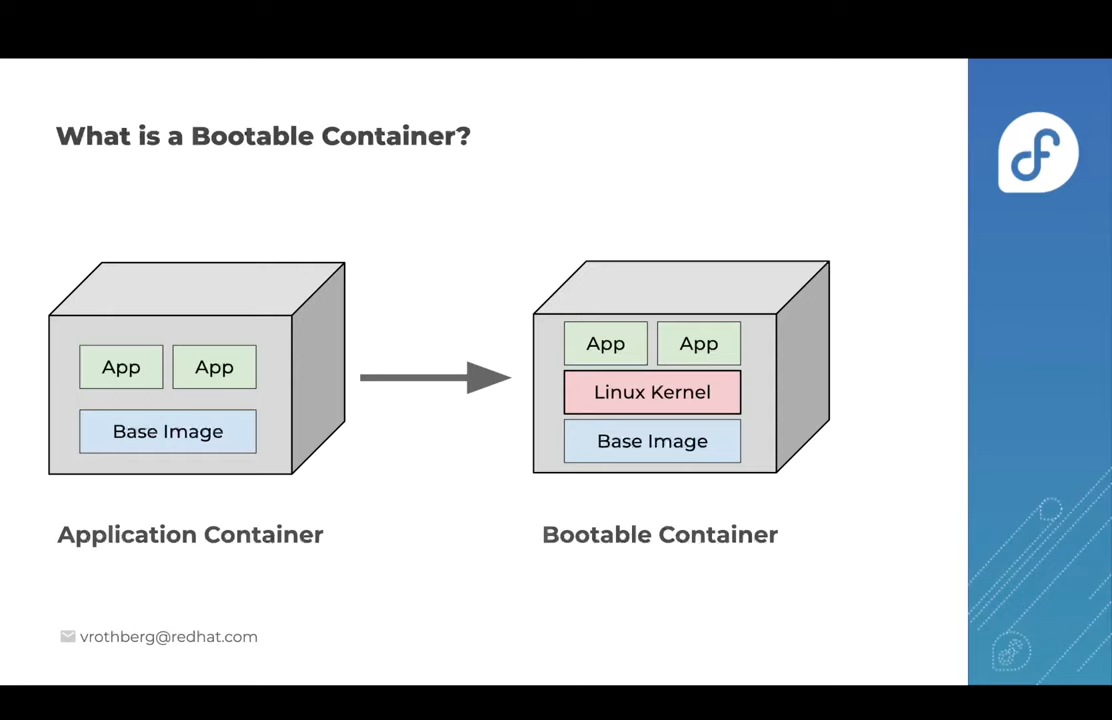 What is a Bootable Container?
App App
Base Image
App App
Linux Kernel
Base Image
Application Container
Bootable Container
vrothberg@redhat.com